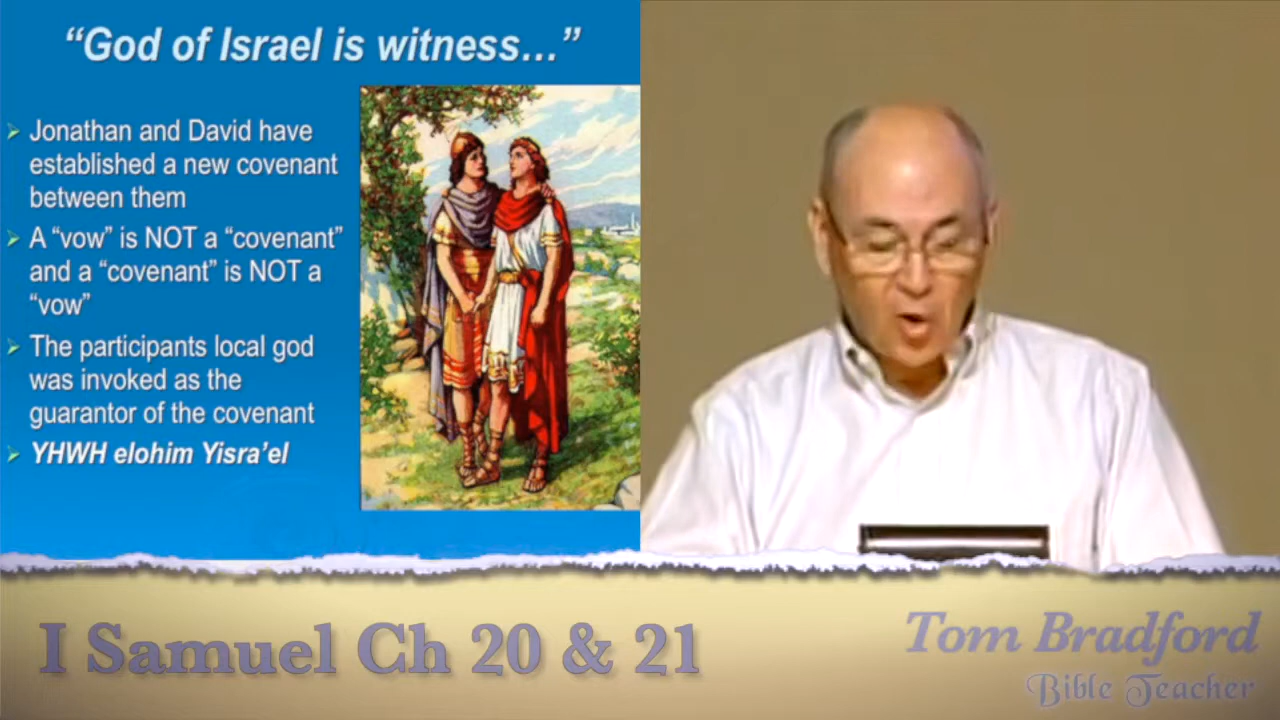 “God of Israel is witness…”
Jonathan and David have
established a new covenant
between them
A “vow” is NOT a “covenant”
and a “covenant” is NOT a
“vow”
The participants local god
was invoked as the
guarantor of the covenant
YHWH elohim Yisra’el
I Samuel Ch 20 & 21
Tom Bradford
Bible Teacher